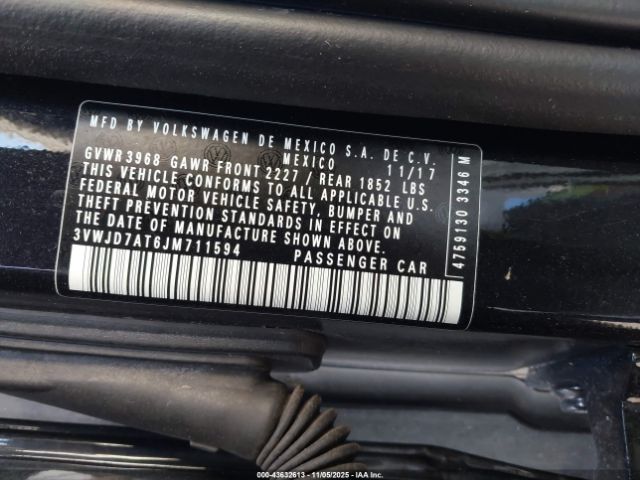 MFD BY VOLKSWAGEN DE MEXICO S.A. DE C.V.
MEXICO 11/17
GVWR 3968 GAWR FRONT 2227 / REAR 1852 LBS
THIS VEHICLE CONFORMS TO ALL APPLICABLE U.S.
FEDERAL MOTOR VEHICLE SAFETY, BUMPER AND
THEFT PREVENTION STANDARDS IN EFFECT ON
THE DATE OF MANUFACTURE SHOWN ABOVE.
3VWJD7AT6JM711594 PASSENGER CAR
4759130 3346 M
000-43632613 - 11/05/2025 - IAA Inc.